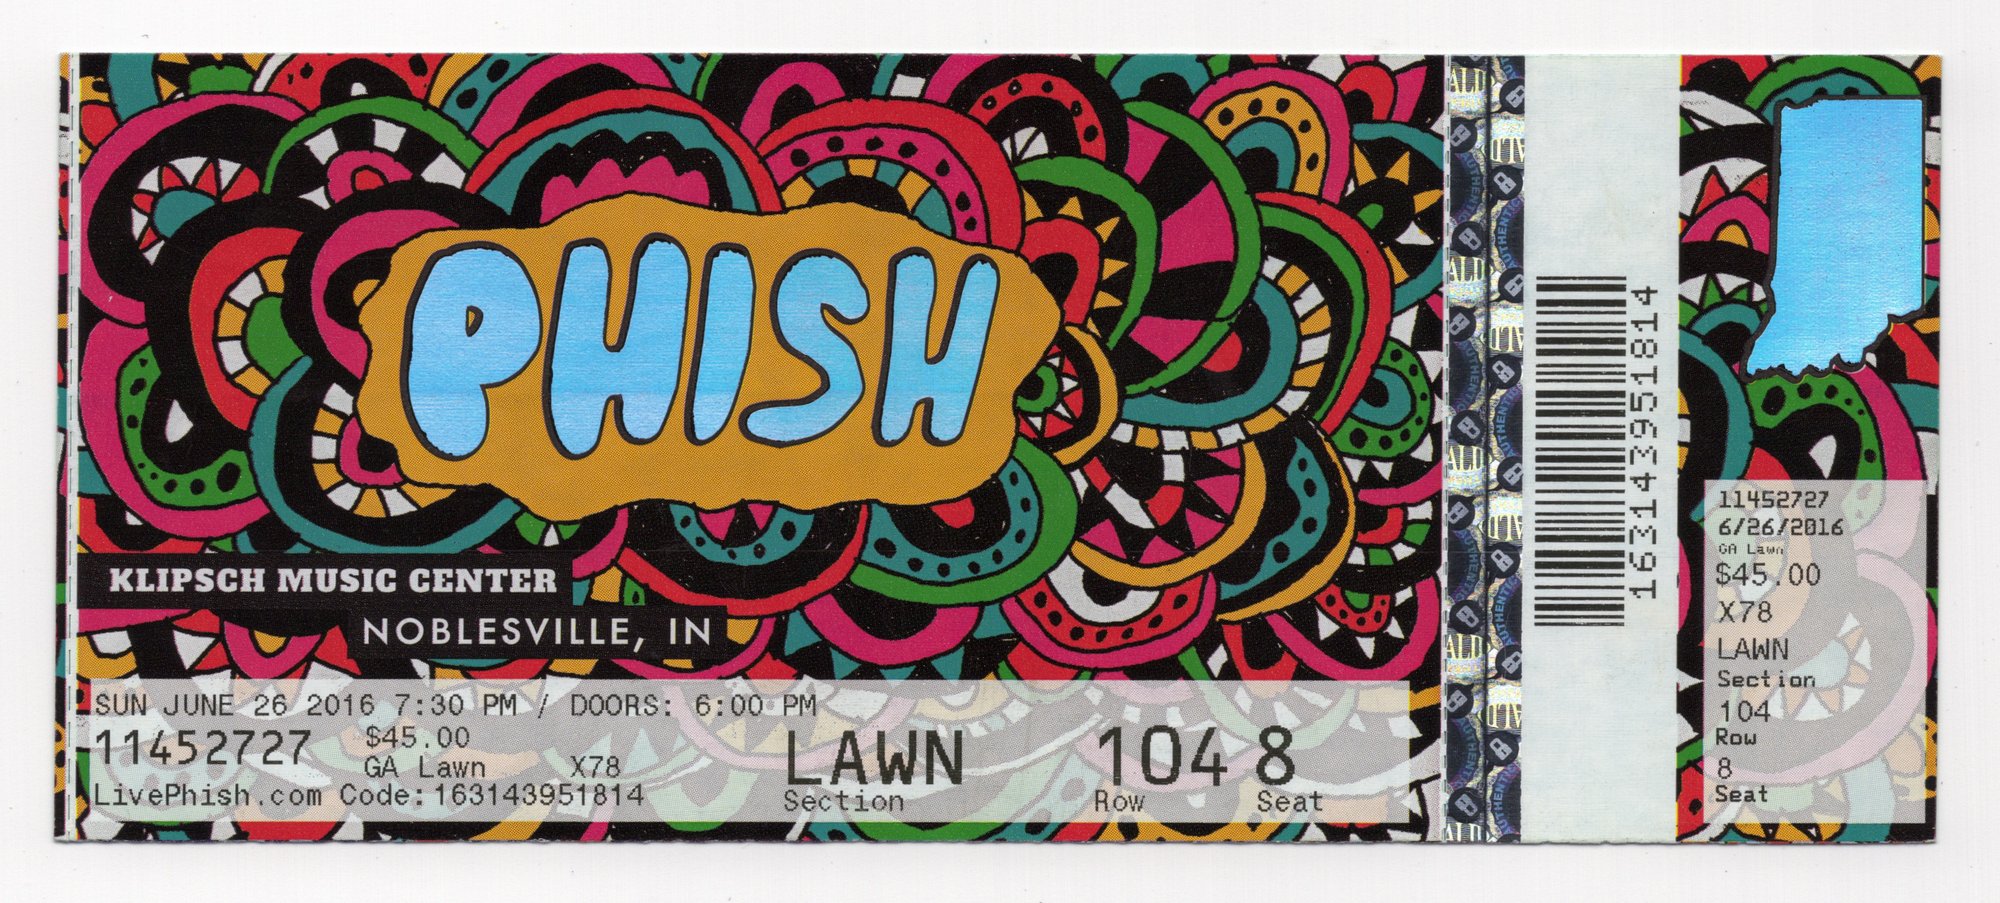 PHISH
KLIPSCH MUSIC CENTER
NOBLESVILLE, IN
SUN JUNE 26 2016 7:30 PM / DOORS: 6:00 PM
11452727
$45.00
GA Lawn X78
LivePhish.com Code:163143951814
LAWN
Section
104 8
Row Seat
163143951814
11452727
6/26/2016
GA Lawn
$45.00
X78
LAWN
Section
104
Row
8
Seat